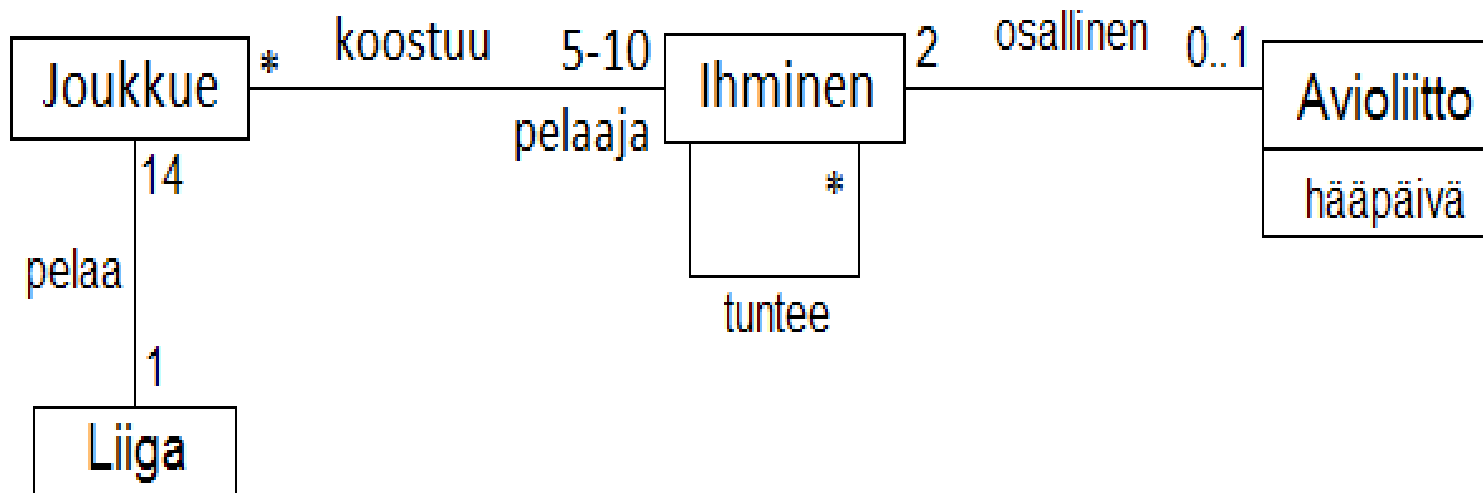 Joukkue
*
koostuu
5-10
pelaaja
Ihminen
2
osallinen
0..1
Avioliitto
hääpäivä
14
pelaa
1
Liiga
*
tuntee